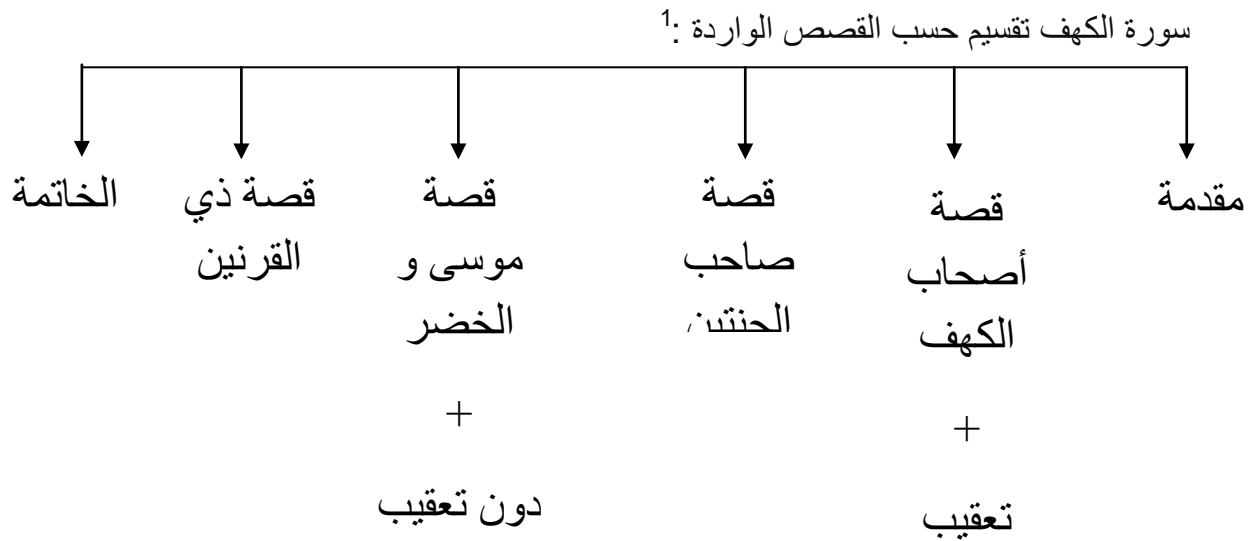 سورة الكهف تقسيم حسب القصص الواردة :¹
مقدمة
قصة
أصحاب
الكهف
+
تعقيب
قصة
صاحب
الجنتين
قصة
موسى و
الخضر
+
دون تعقيب
قصة ذي
القرنين
الخاتمة